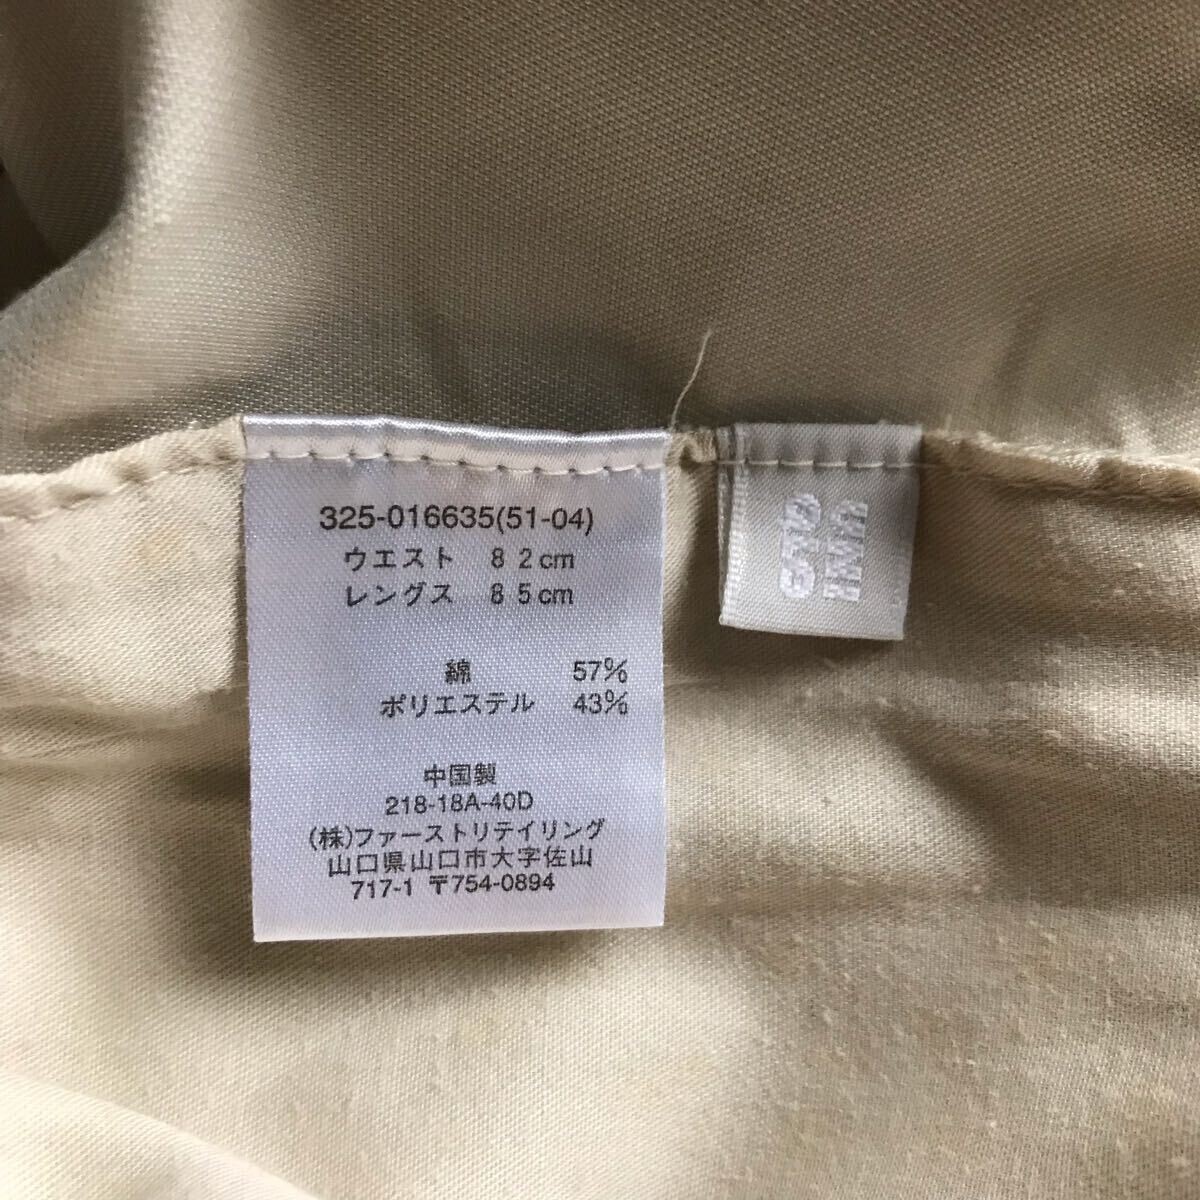 325-016635(51-04)
ウエスト 82cm
レングス 85cm
綿 57%
ポリエステル 43%
中国製
218-18A-40D
(株)ファーストリテイリング
山口県山口市大字佐山
717-1 〒754-0894